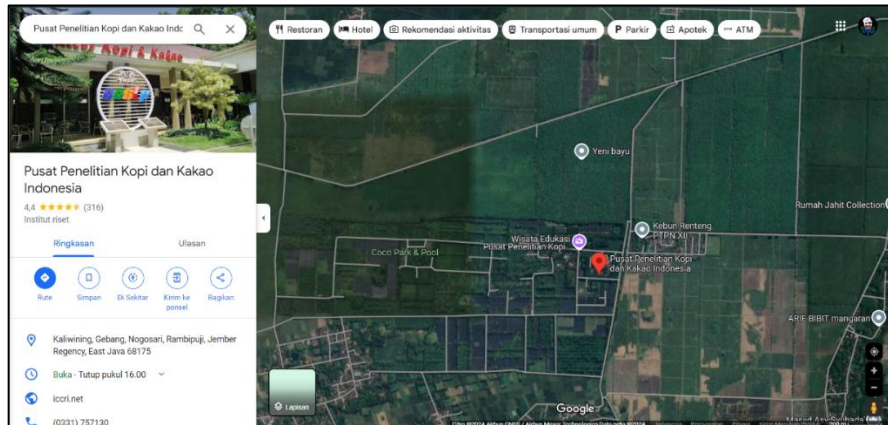 Pusat Penelitian Kopi dan Kakao Indc
Kopi & Kakao
Pusat Penelitian Kopi dan Kakao
Indonesia
4,4 (316)
Institut riset
Ringkasan
Ulasan
Rute
Simpan
Di Sekitar
Kirim ke
ponsel
Bagikan
Kaliwining, Gebang, Nogosari, Rambipuji, Jember
Regency, East Java 68175
Buka · Tutup pukul 16.00
iccri.net
(0331) 757130
Restoran
Hotel
Rekomendasi aktivitas
Transportasi umum
P Parkir
Apotek
ATM
Yeni bayu
Rumah Jahit Collection
Kebun Renteng
PTPN XII
Wisata Edukasi
Pusat Penelitian Kopi...
Coco Park & Pool
Pusat Penelitian Kopi
dan Kakao Indonesia
ARIF BIBIT mangaran
Lapisan
Google
Masjid Asy Syuhada